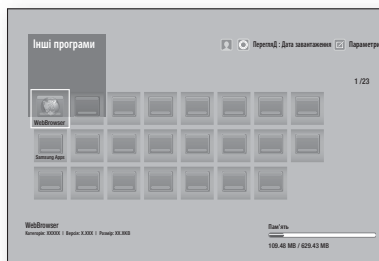 Інші програми
Перегляд : Дата завантаження Параметри
1 /23
WebBrowser
Samsung Apps
WebBrowser
Категорія: XXXXX | Версія: X.XXX | Розмір: XX.XKB
Пам'ять
109.48 MB / 629.43 MB